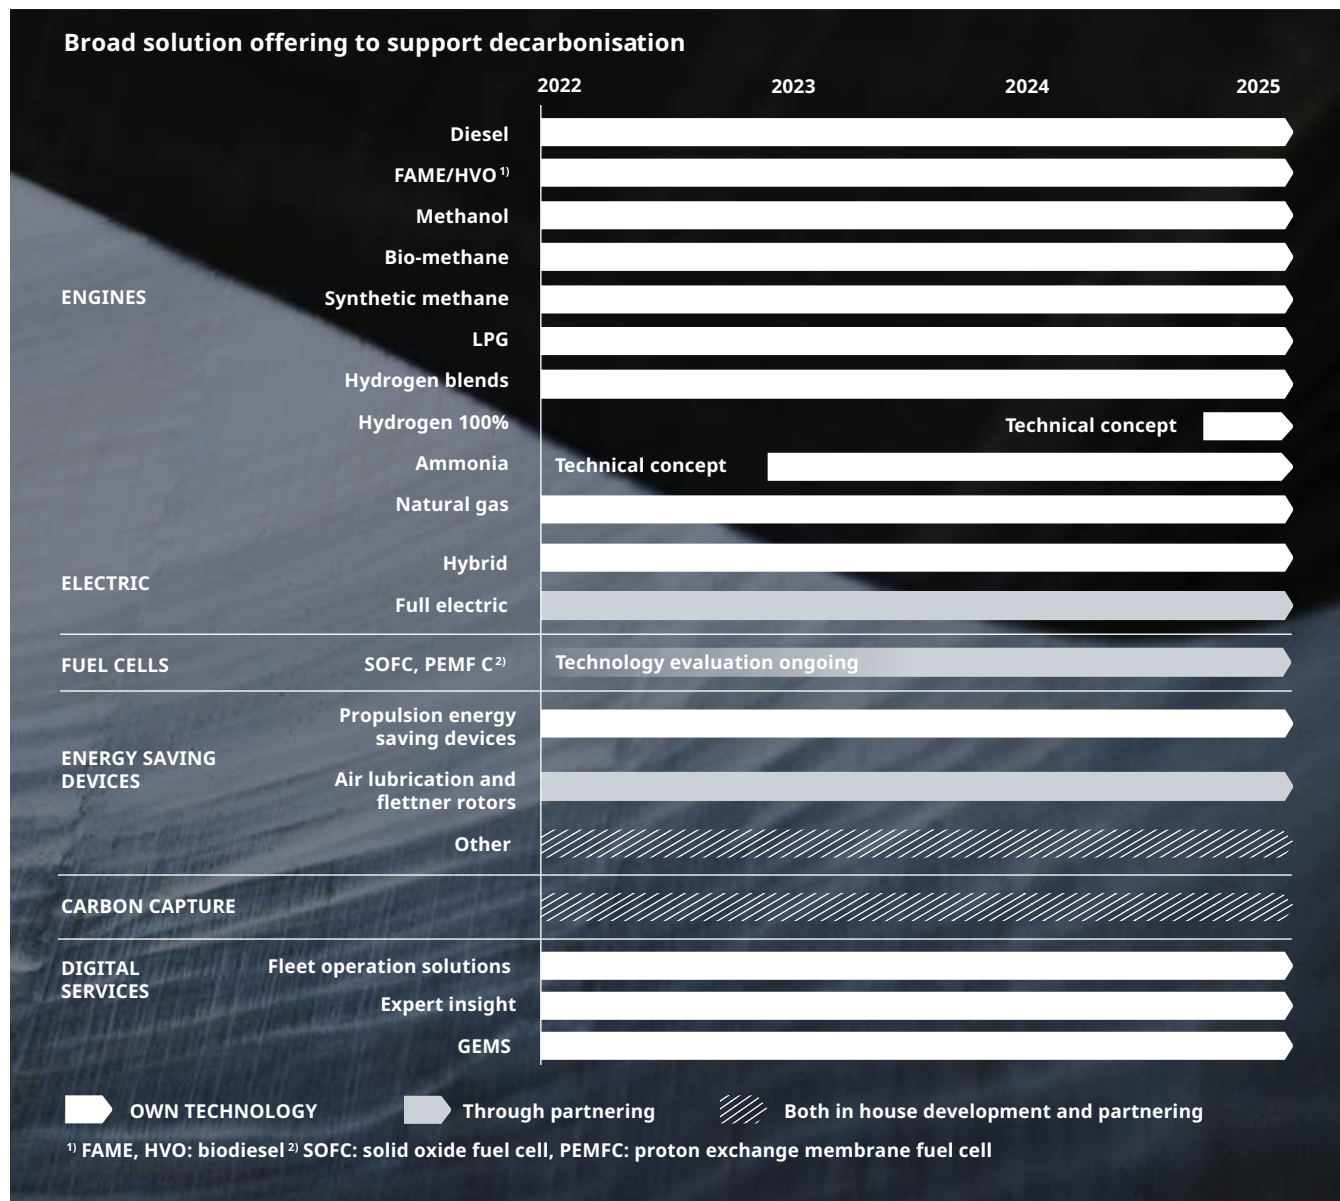 Broad solution offering to support decarbonisation
2022 2023 2024 2025
Diesel
FAME/HVO 1)
Methanol
Bio-methane
ENGINES
Synthetic methane
LPG
Hydrogen blends
Hydrogen 100% Technical concept
Ammonia Technical concept
Natural gas
Hybrid
ELECTRIC
Full electric
FUEL CELLS SOFC, PEMF C 2) Technology evaluation ongoing
Propulsion energy
saving devices
ENERGY SAVING
DEVICES
Air lubrication and
flettner rotors
Other
CARBON CAPTURE
DIGITAL
SERVICES
Fleet operation solutions
Expert insight
GEMS
OWN TECHNOLOGY Through partnering Both in house development and partnering
1) FAME, HVO: biodiesel 2) SOFC: solid oxide fuel cell, PEMFC: proton exchange membrane fuel cell